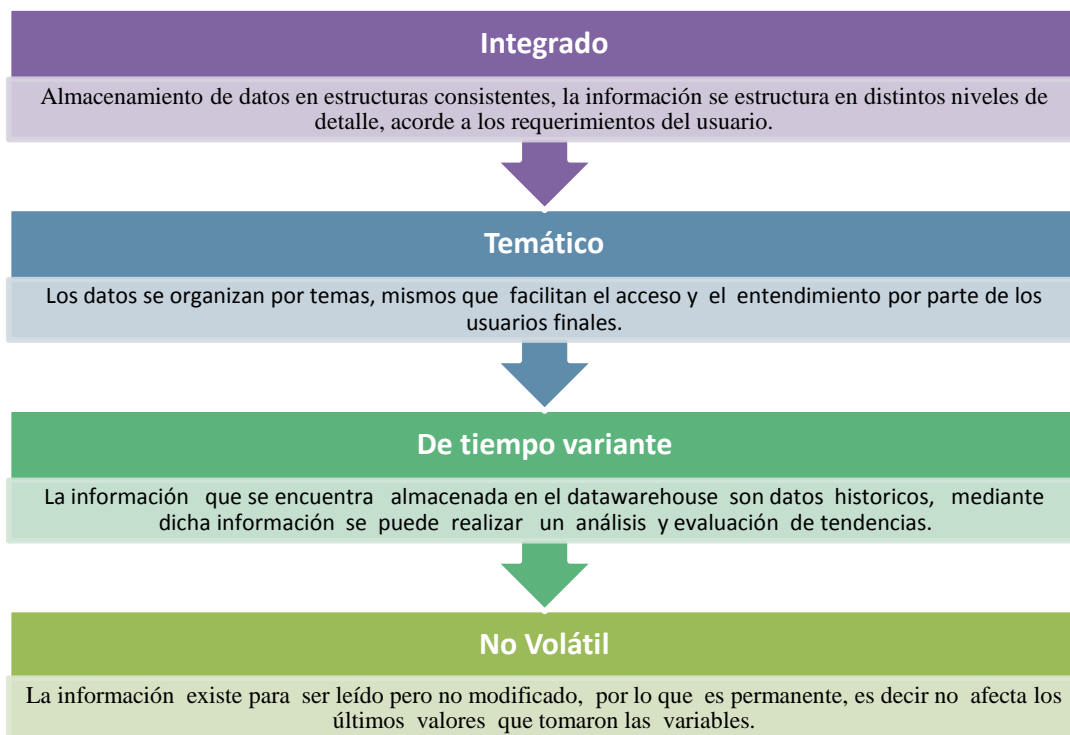 Integrado
Almacenamiento de datos en estructuras consistentes, la información se estructura en distintos niveles de
detalle, acorde a los requerimientos del usuario.
Temático
Los datos se organizan por temas, mismos que facilitan el acceso y el entendimiento por parte de los
usuarios finales.
De tiempo variante
La información que se encuentra almacenada en el datawarehouse son datos historicos, mediante
dicha información se puede realizar un análisis y evaluación de tendencias.
No Volátil
La información existe para ser leído pero no modificado, por lo que es permanente, es decir no afecta los
últimos valores que tomaron las variables.